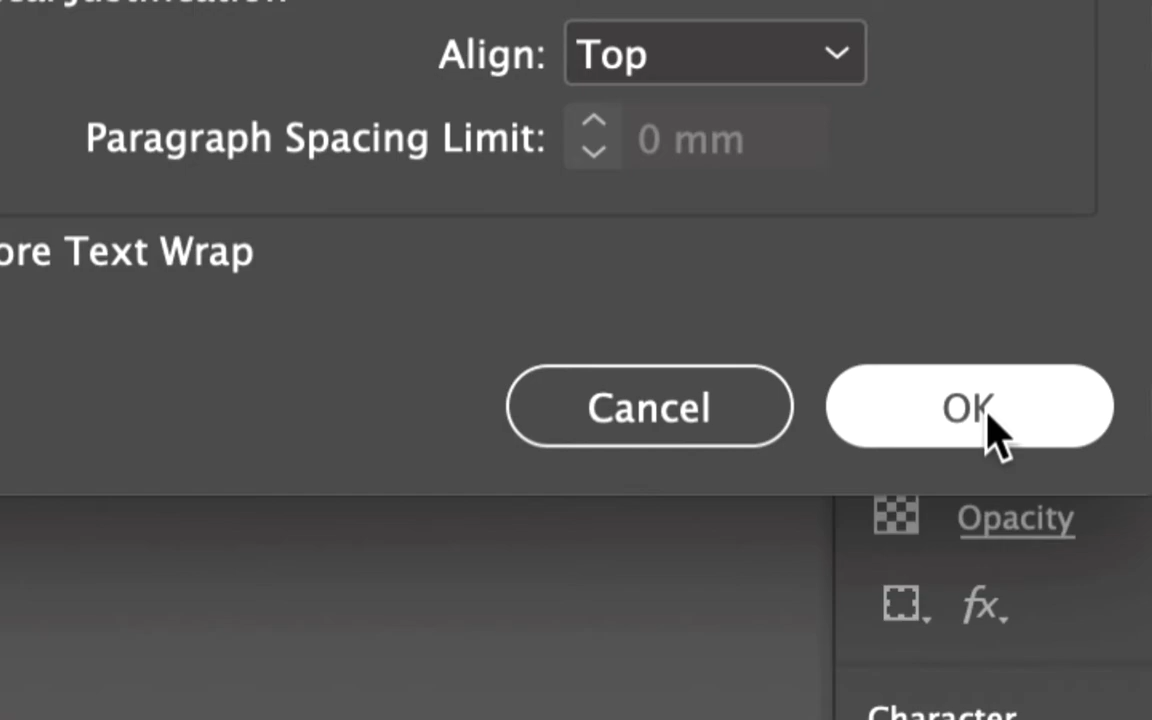 Align: Top
Paragraph Spacing Limit: 0 mm
ore Text Wrap
Cancel OK
Opacity
fx
Character